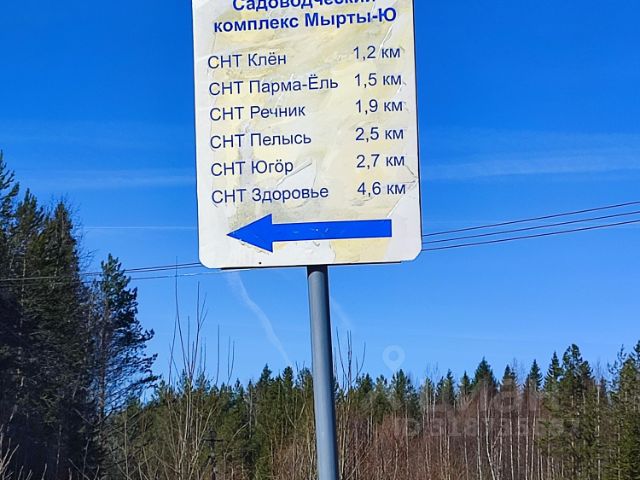 Садоводческий
комплекс Мырты-Ю
СНТ Клён 1,2 км
СНТ Парма-Ёль 1,5 км
СНТ Речник 1,9 км
СНТ Пелысь 2,5 км
СНТ Югӧр 2,7 км
СНТ Здоровье 4,6 км